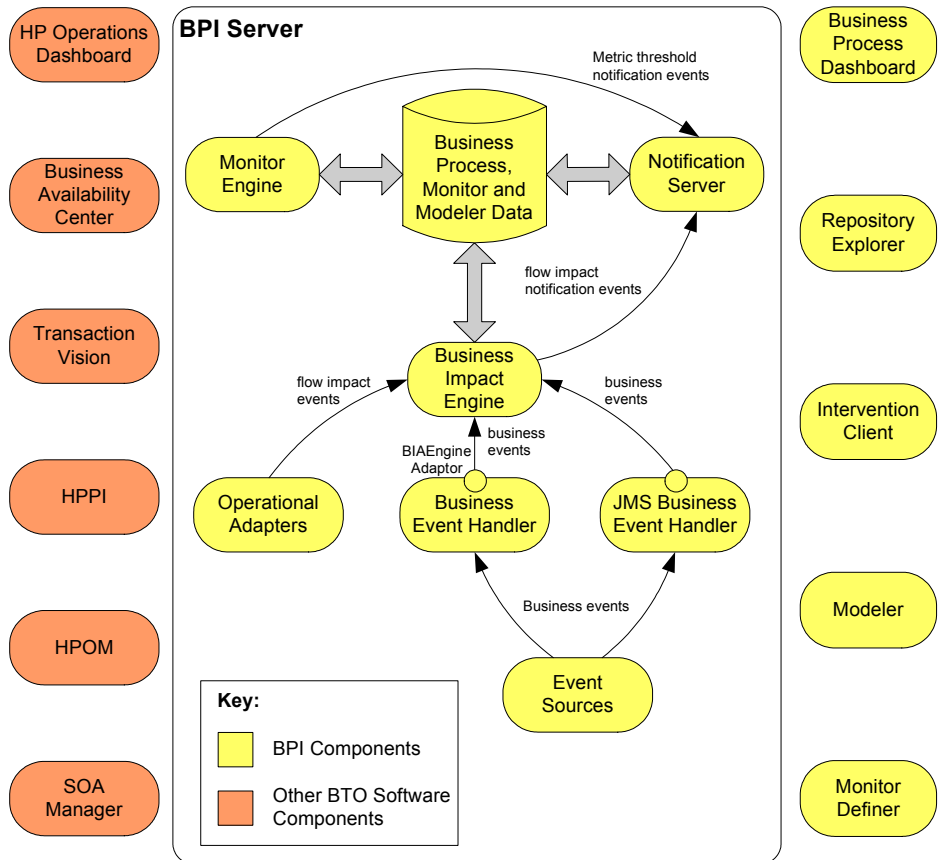 HP Operations
Dashboard
Business
Availability
Center
Transaction
Vision
HPPI
HPOM
SOA
Manager
BPI Server
Metric threshold
notification events
Monitor
Engine
Business
Process,
Monitor and
Modeler Data
Notification
Server
flow impact
notification events
Business
Impact
Engine
flow impact
events
business
events
BIAEngine
Adaptor
business
events
Operational
Adapters
Business
Event Handler
JMS Business
Event Handler
Business events
Event
Sources
Key:
BPI Components
Other BTO Software
Components
Business
Process
Dashboard
Repository
Explorer
Intervention
Client
Modeler
Monitor
Definer